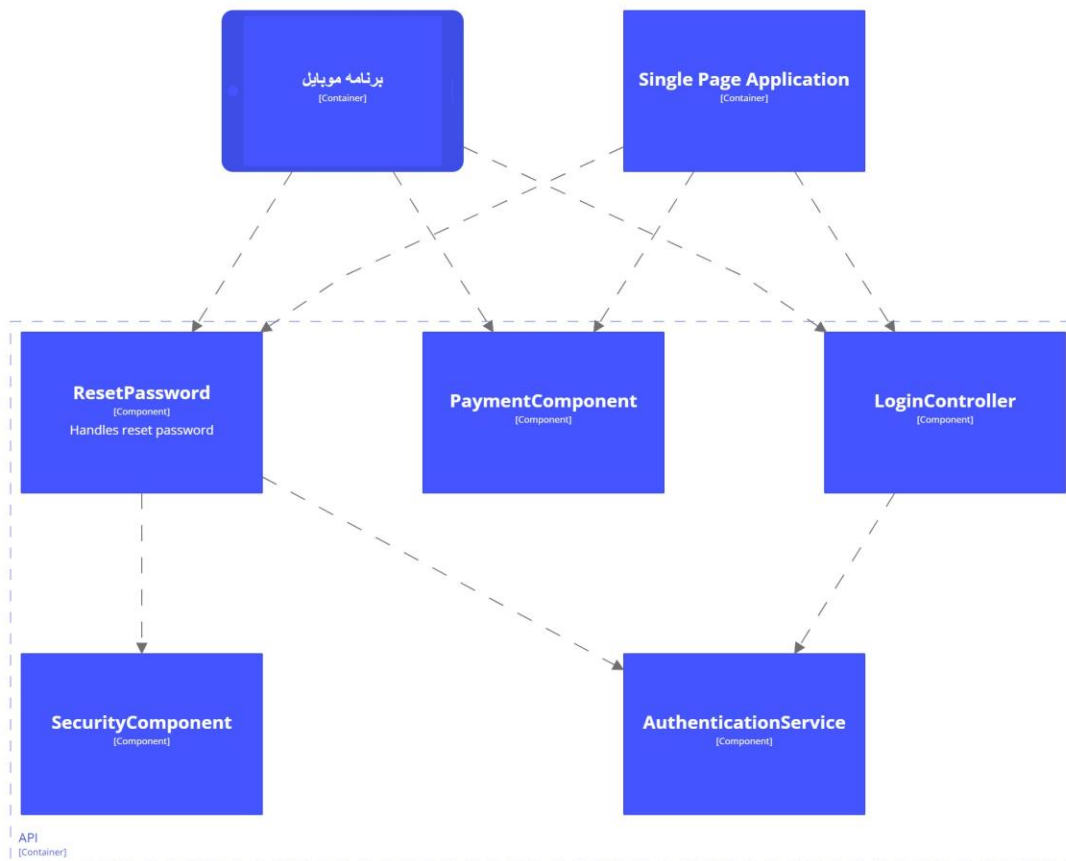 برنامه موبایل
[Container]
Single Page Application
[Container]
ResetPassword
[Component]
Handles reset password
PaymentComponent
[Component]
LoginController
[Component]
SecurityComponent
[Component]
AuthenticationService
[Component]
API
[Container]